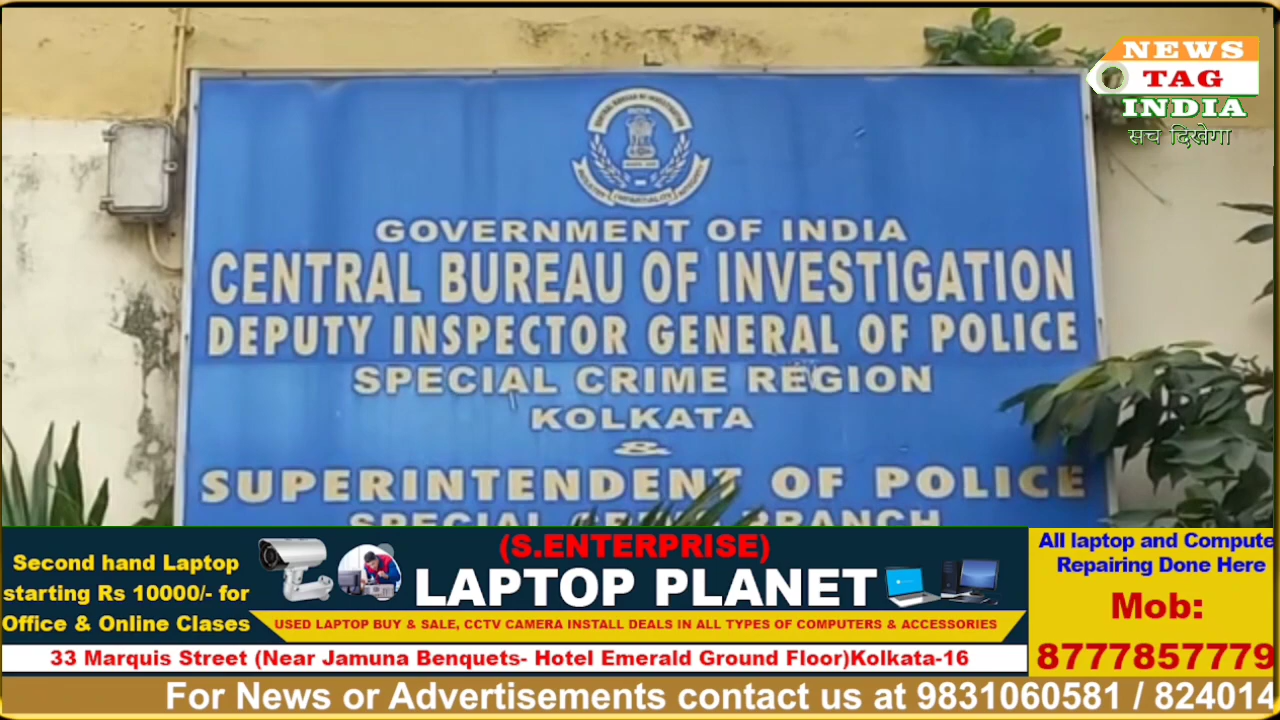 NEWS
TAG
INDIA
सच दिखेगा
GOVERNMENT OF INDIA
CENTRAL BUREAU OF INVESTIGATION
DEPUTY INSPECTOR GENERAL OF POLICE
SPECIAL CRIME REGION
KOLKATA
&
SUPERINTENDENT OF POLICE
SPECIAL CRIME BRANCH
Second hand Laptop
starting Rs 10000/- for
Office & Online Clases
(S.ENTERPRISE)
LAPTOP PLANET
USED LAPTOP BUY & SALE, CCTV CAMERA INSTALL DEALS IN ALL TYPES OF COMPUTERS & ACCESSORIES
33 Marquis Street (Near Jamuna Benquets- Hotel Emerald Ground Floor)Kolkata-16
All laptop and Compute
Repairing Done Here
Mob:
8777857779
For News or Advertisements contact us at 9831060581 / 824014